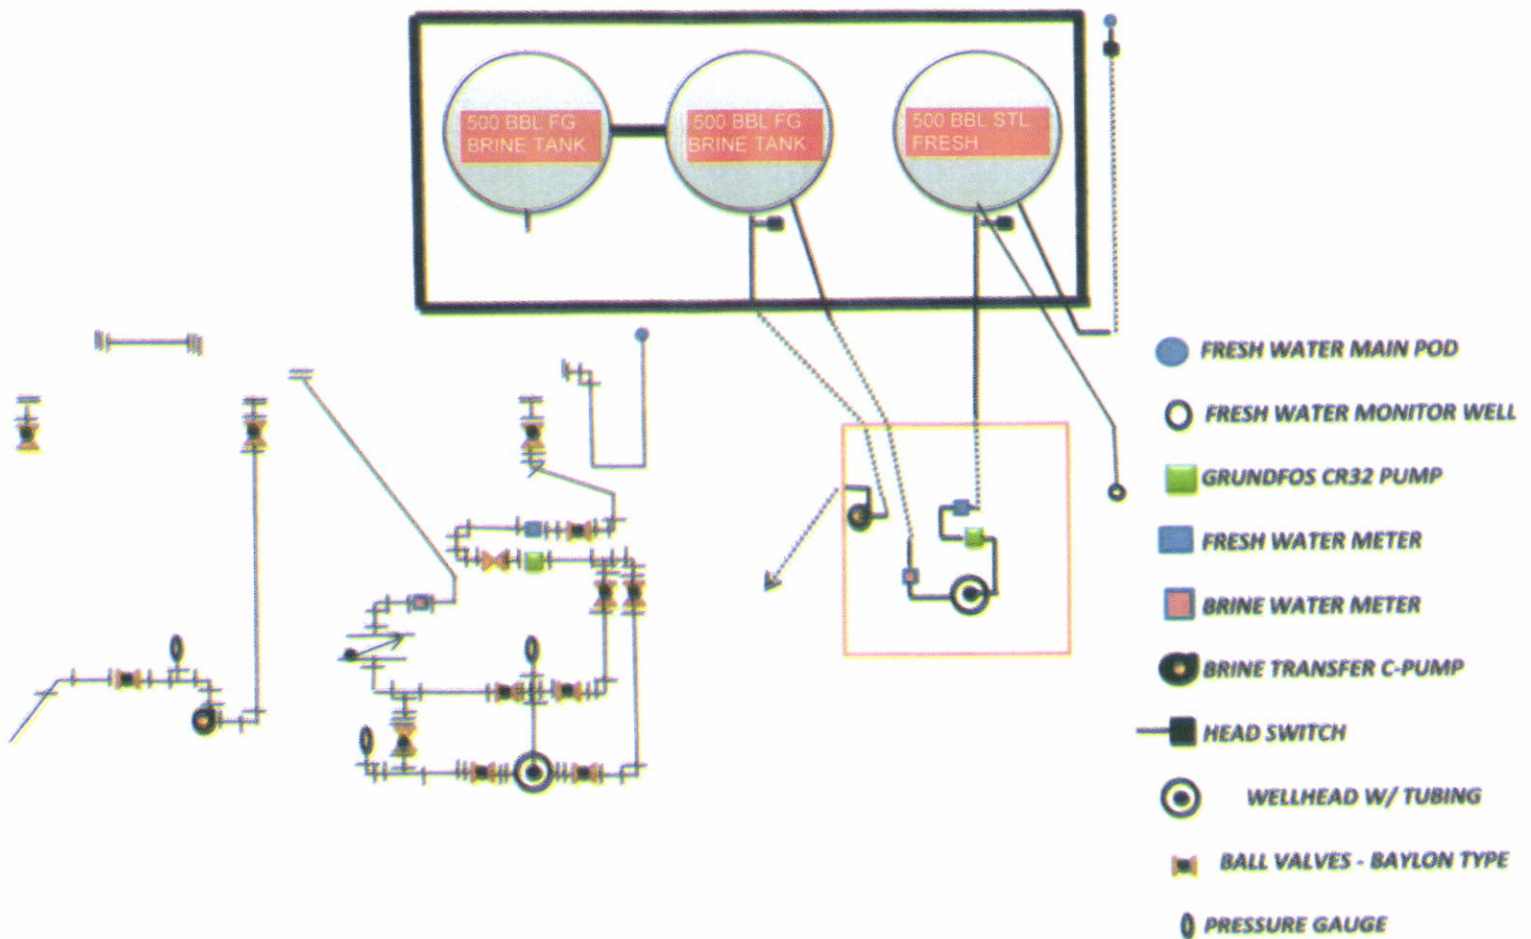 500 BBL FG
BRINE TANK
500 BBL FG
BRINE TANK
500 BBL STL
FRESH
FRESH WATER MAIN POD
FRESH WATER MONITOR WELL
GRUNDFOS CR32 PUMP
FRESH WATER METER
BRINE WATER METER
BRINE TRANSFER C-PUMP
HEAD SWITCH
WELLHEAD W/ TUBING
BALL VALVES - BAYLON TYPE
PRESSURE GAUGE